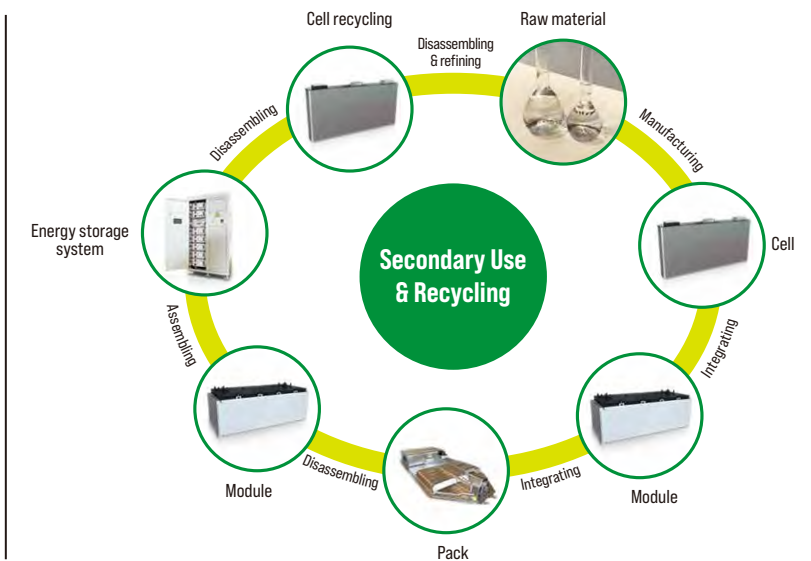 Cell recycling
Raw material
Disassembling
& refining
Manufacturing
Cell
Integrating
Module
Integrating
Pack
Disassembling
Module
Assembling
Energy storage
system
Disassembling
Secondary Use
& Recycling